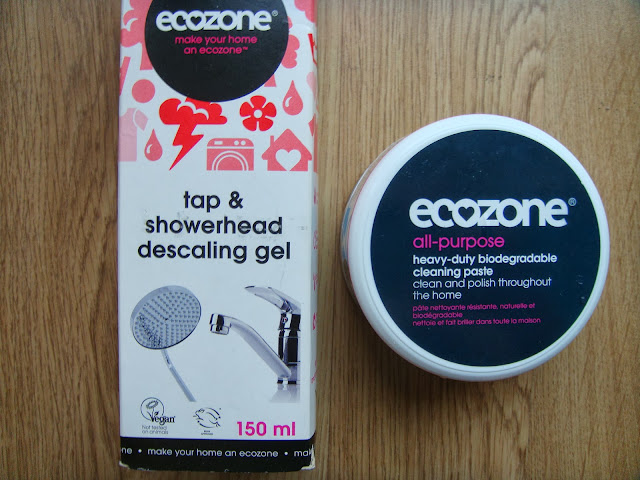 ecozone®
make your home
an ecozone™
tap &
showerhead
descaling gel
Vegan
Not tested
on animals
150 ml
ne • make your home an ecozone • mak
ecozone®
all-purpose
heavy-duty biodegradable
cleaning paste
clean and polish throughout
the home
pâte nettoyante résistante, naturelle et
biodégradable
nettoie et fait briller dans toute la maison